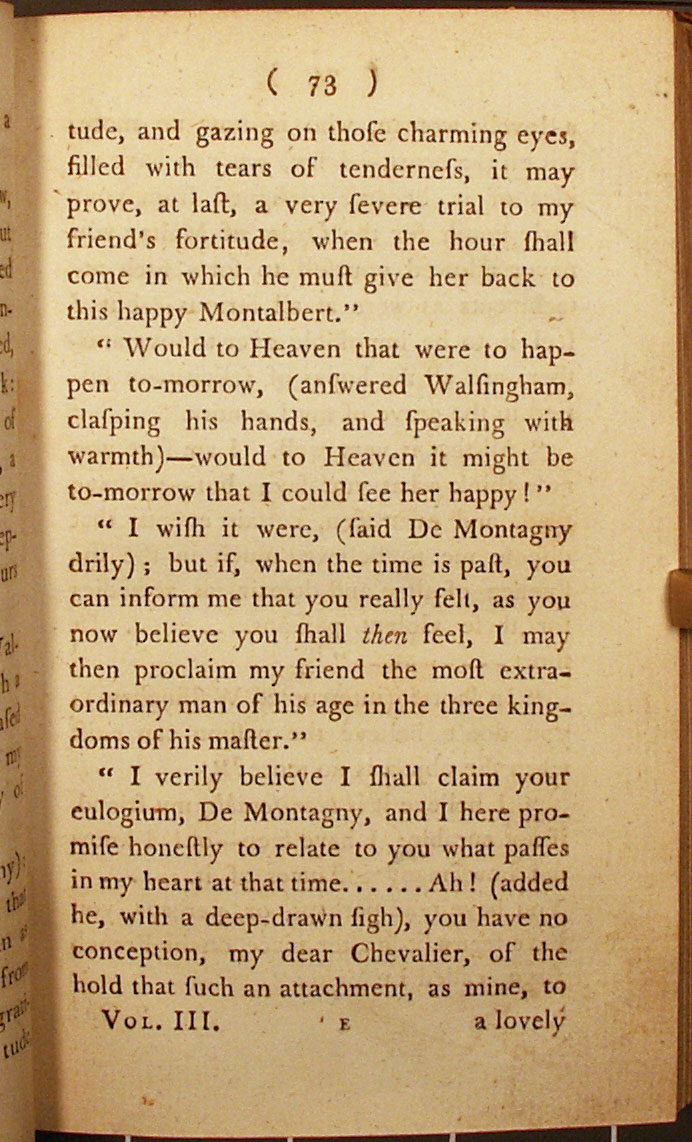 ( 73 )
tude, and gazing on thoſe charming eyes,
filled with tears of tenderneſs, it may
prove, at laſt, a very ſevere trial to my
friend's fortitude, when the hour ſhall
come in which he muſt give her back to
this happy Montalbert."
“ Would to Heaven that were to hap-
pen to-morrow, (anſwered Walſingham,
claſping his hands, and ſpeaking with
warmth)—would to Heaven it might be
to-morrow that I could ſee her happy!”
“ I wiſh it were, (ſaid De Montagny
drily) ; but if, when the time is paſt, you
can inform me that you really felt, as you
now believe you ſhall then feel, I may
then proclaim my friend the moſt extra-
ordinary man of his age in the three king-
doms of his maſter.”
“ I verily believe I ſhall claim your
eulogium, De Montagny, and I here pro-
miſe honeſtly to relate to you what paſſes
in my heart at that time. . . . . . . Ah! (added
he, with a deep-drawn ſigh), you have no
conception, my dear Chevalier, of the
hold that ſuch an attachment, as mine, to
VOL. III. E a lovely